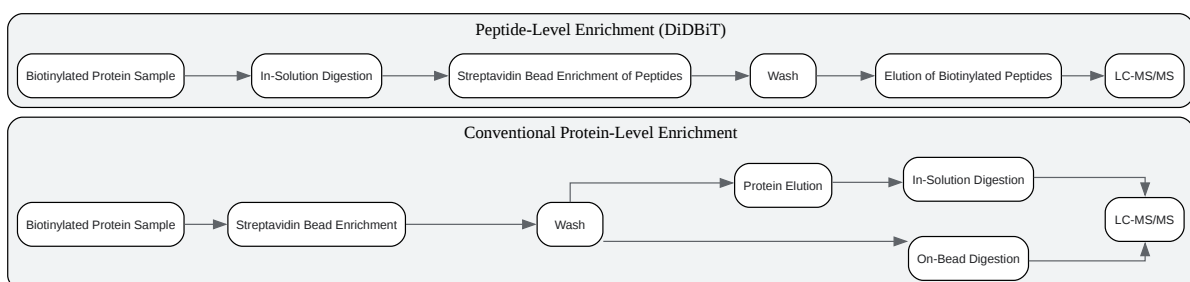 Peptide-Level Enrichment (DiDBiT)
Biotinylated Protein Sample
In-Solution Digestion
Streptavidin Bead Enrichment of Peptides
Wash
Elution of Biotinylated Peptides
LC-MS/MS
Conventional Protein-Level Enrichment
Biotinylated Protein Sample
Streptavidin Bead Enrichment
Wash
Protein Elution
In-Solution Digestion
On-Bead Digestion
LC-MS/MS